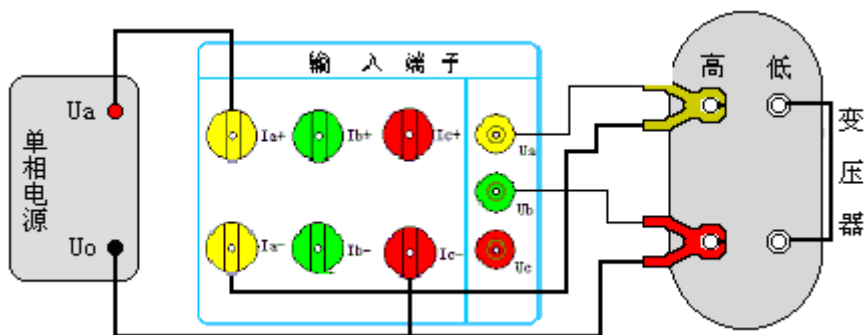 输入端子
单相电源
Ua
Uo
Ia+
Ib+
Ic+
Ia-
Ib-
Ic-
Ua
Ub
Uc
高
低
变压器